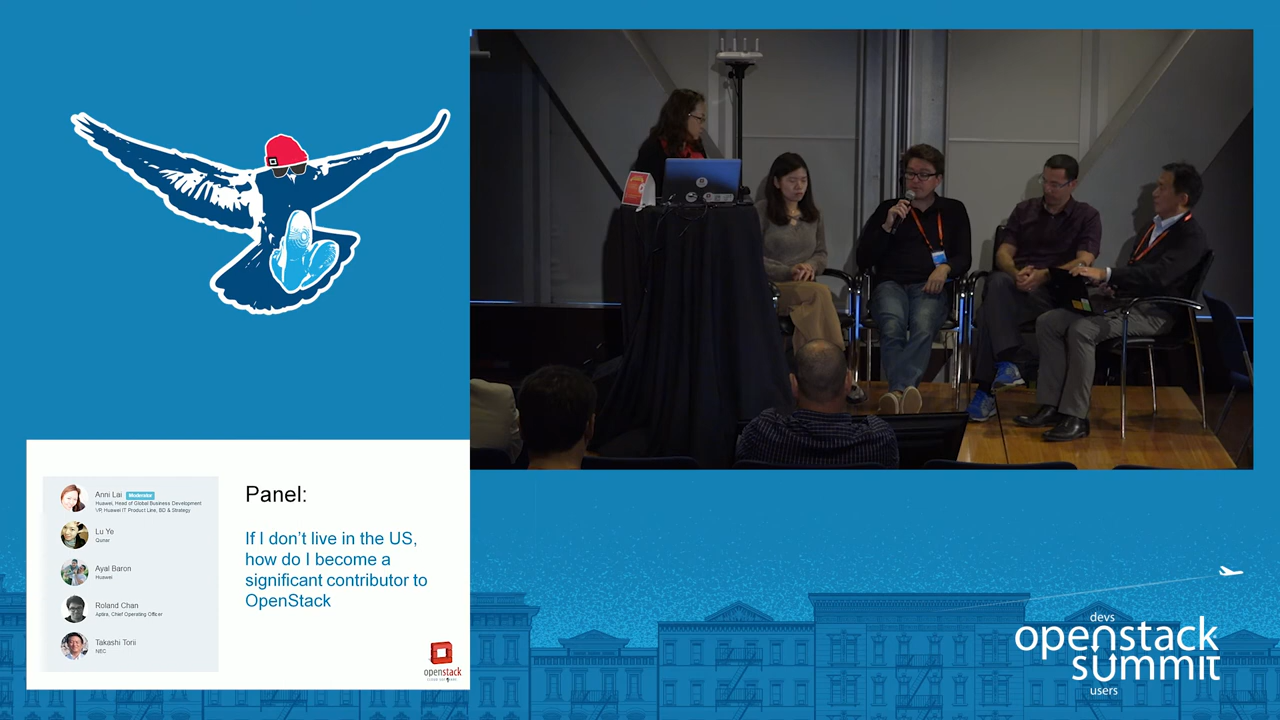 Anni Lai Moderator
Huawei, Head of Global Business Development
VP, Huawei IT Product Line, BD & Strategy
Lu Ye
Qunar
Ayal Baron
Huawei
Roland Chan
Aptira, Chief Operating Officer
Takashi Torii
NEC
Panel:
If I don't live in the US,
how do I become a
significant contributor to
OpenStack
openstack
devs
openstack
summit
users